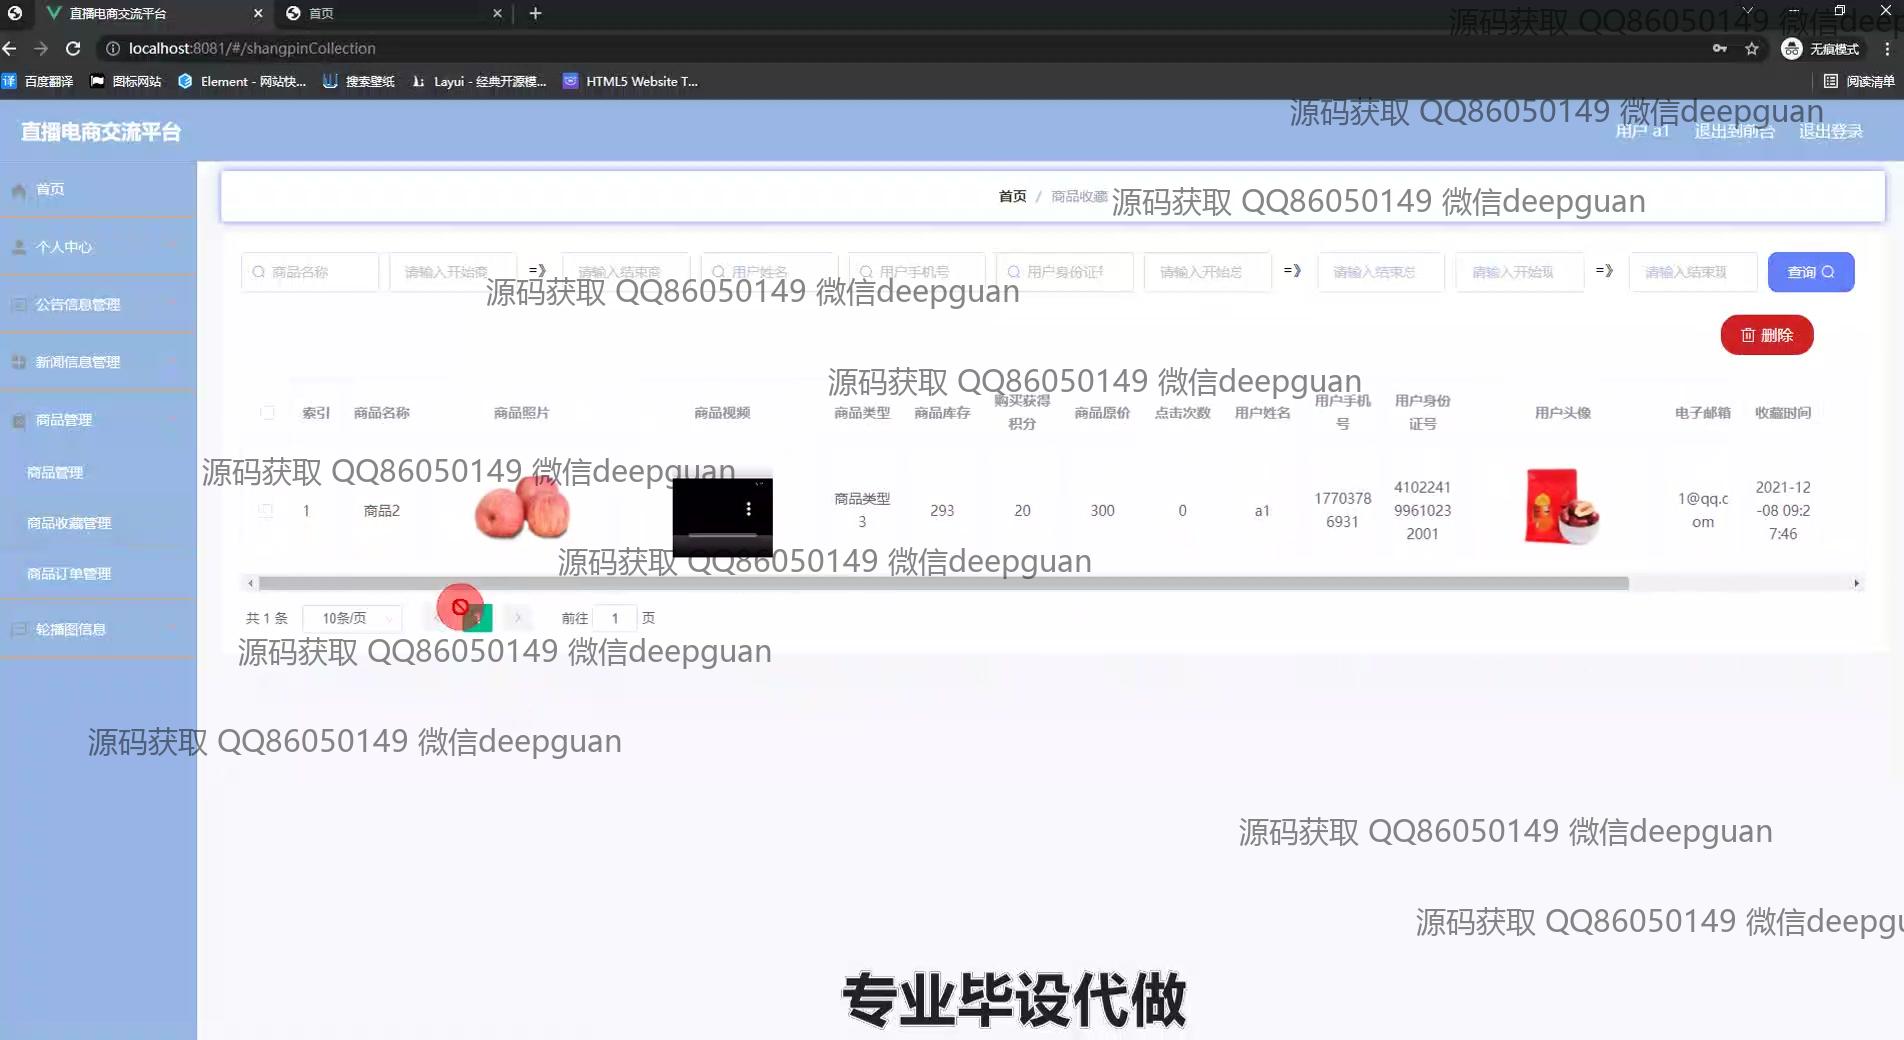 直播电商交流平台
首页
localhost:8081/#/shangpinCollection
无痕模式
百度翻译
图标网站
Element - 网站快...
搜索壁纸
Layui - 经典开源模...
HTML5 Website T...
阅读清单
源码获取 QQ86050149 微信deep
源码获取 QQ86050149 微信deepguan
直播电商交流平台
用户 a1
退出到前台
退出登录
首页
个人中心
公告信息管理
新闻信息管理
商品管理
商品管理
商品收藏管理
商品订单管理
轮播图信息
首页 / 商品收藏
源码获取 QQ86050149 微信deepguan
商品名称
请输入开始商
=》
请输入结束商
用户姓名
用户手机号
用户身份证
请输入开始总
=》
请输入结束总
请输入开始现
=》
请输入结束现
查询
源码获取 QQ86050149 微信deepguan
删除
源码获取 QQ86050149 微信deepguan
索引
商品名称
商品照片
商品视频
商品类型
商品库存
购买获得
积分
商品原价
点击次数
用户姓名
用户手机
号
用户身份
证号
用户头像
电子邮箱
收藏时间
源码获取 QQ86050149 微信deepguan
1
商品2
商品类型
3
293
20
300
0
a1
1770378
6931
4102241
9961023
2001
1@qq.c
om
2021-12
-08 09:2
7:46
源码获取 QQ86050149 微信deepguan
共 1 条
10条/页
前往
1
页
源码获取 QQ86050149 微信deepguan
源码获取 QQ86050149 微信deepguan
源码获取 QQ86050149 微信deepguan
源码获取 QQ86050149 微信deepgu
专业毕设代做